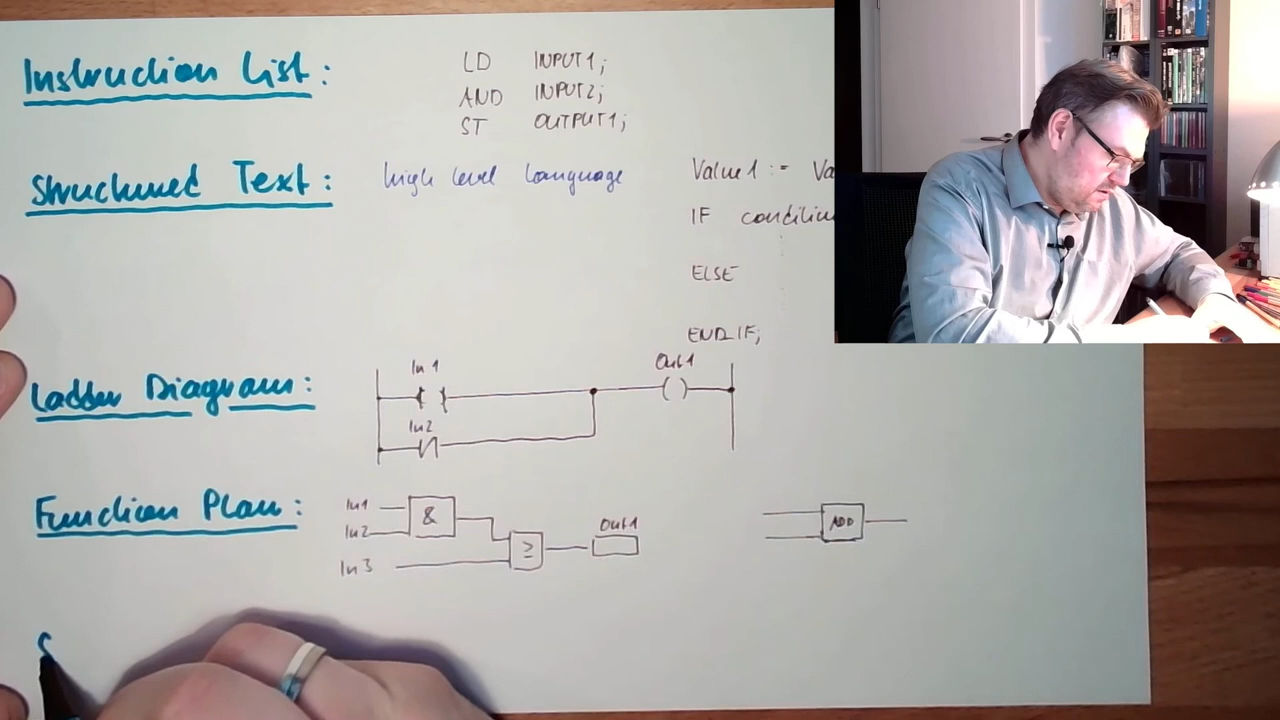 Instruction List:
LD INPUT1;
AND INPUT2;
ST OUTPUT1;
Structured Text: high level Language
Value1 :=
IF
ELSE
END_IF;
Ladder Diagram:
In1
In2
Out1
Function Plan:
In1
In2
In3
&
≥
Out1
ADD
S